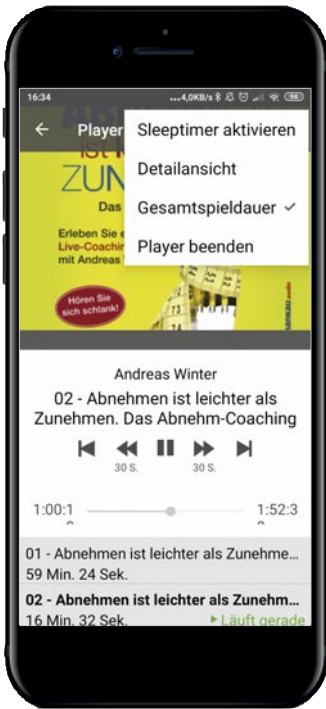 16:34 ...4,0KB/s 94
Player
Sleeptimer aktivieren
Detailansicht
Gesamtspieldauer
Player beenden
ZUN
Das
Erleben Sie e
Live-Coachin
mit Andreas
Hören Sie
sich schlank!
audio
Andreas Winter
02 - Abnehmen ist leichter als
Zunehmen. Das Abnehm-Coaching
30 S. 30 S.
1:00:1 1:52:3
01 - Abnehmen ist leichter als Zunehme...
59 Min. 24 Sek.
02 - Abnehmen ist leichter als Zunehm...
16 Min. 32 Sek. Läuft gerade